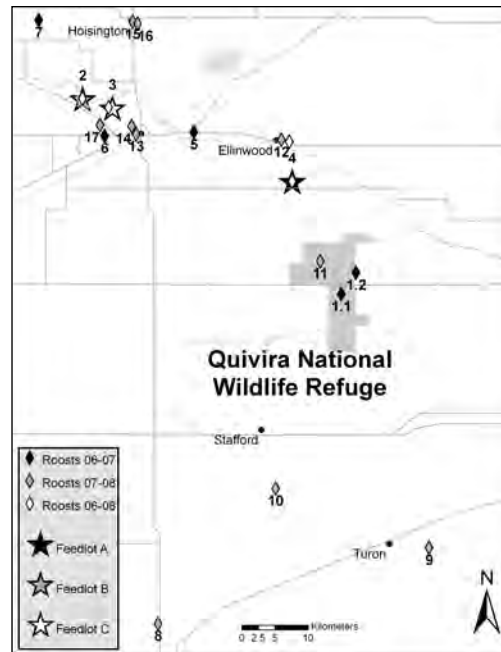 7
Hoisington
15 16
2
3
17
6
14
13
5
Ellinwood
12
4
11
1.2
1.1
Quivira National
Wildlife Refuge
Stafford
10
Turon
9
8
Roosts 06-07
Roosts 07-08
Roosts 06-08
Feedlot A
Feedlot B
Feedlot C
N
Kilometers
0 2.5 5 10